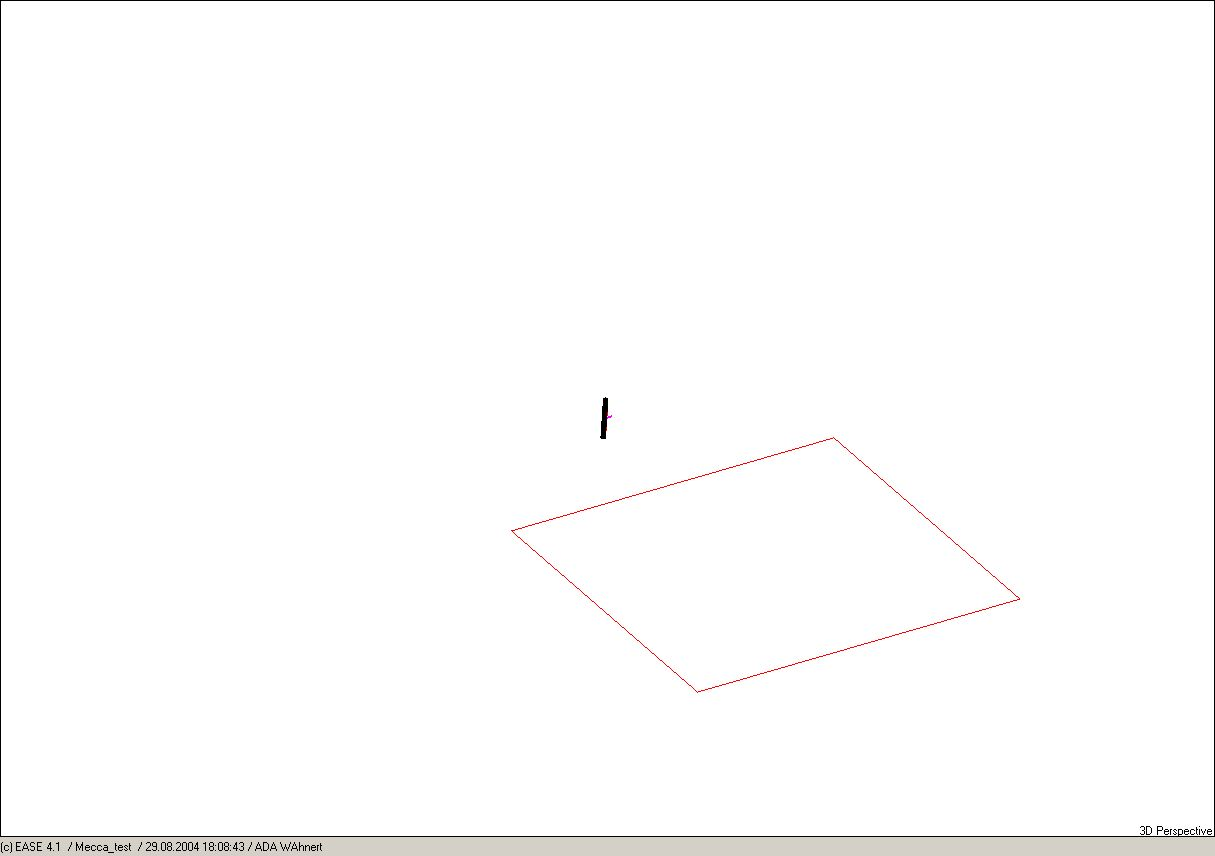 3D Perspective
(c) EASE 4.1 / Mecca_test / 29.08.2004 18:08:43 / ADA WAhnert